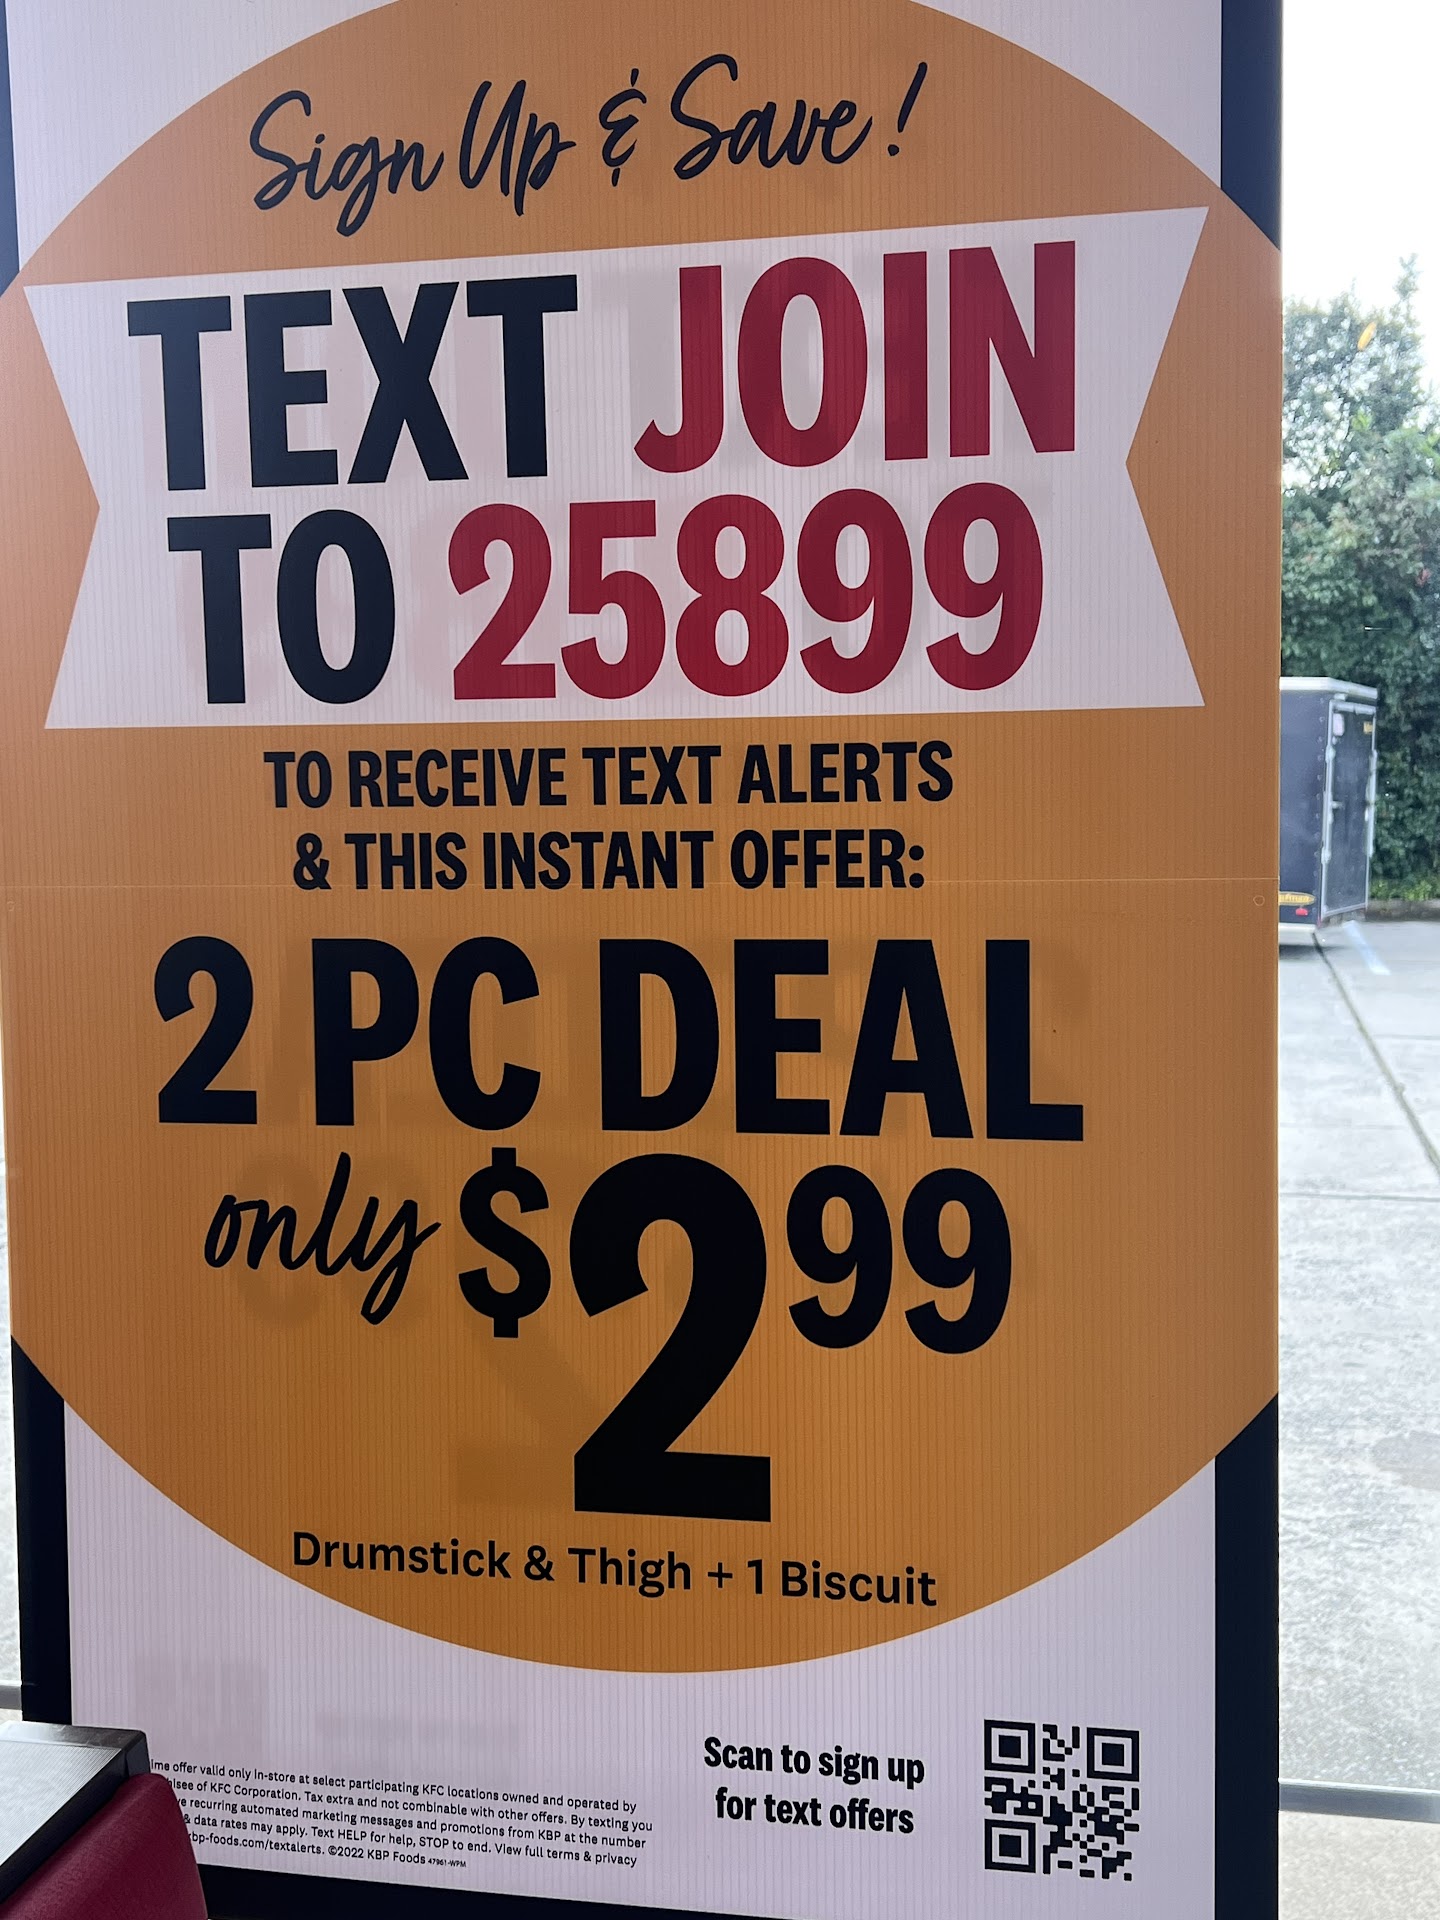 Sign Up & Save!
TEXT JOIN
TO 25899
TO RECEIVE TEXT ALERTS
& THIS INSTANT OFFER:
2 PC DEAL
only $299
Drumstick & Thigh + 1 Biscuit
Scan to sign up
for text offers
offer valid only in-store at select participating KFC locations owned and operated by
of KFC Corporation. Tax extra and not combinable with other offers. By texting you
recurring automated marketing messages and promotions from KBP at the number
& data rates may apply. Text HELP for help, STOP to end. View full terms & privacy
kbp-foods.com/textalerts. ©2022 KBP Foods 47961-WPM